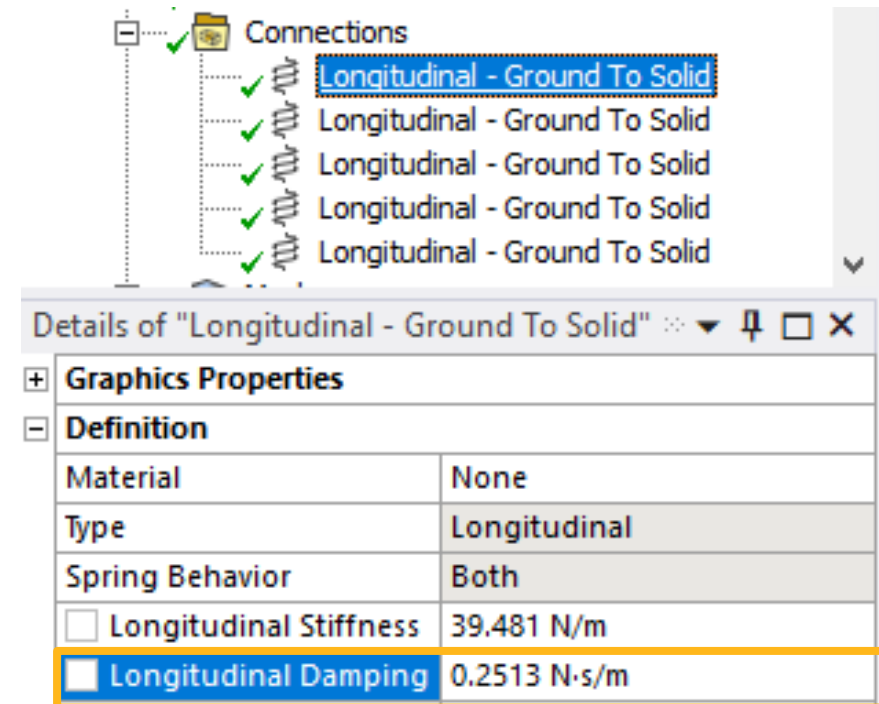 Connections
Longitudinal - Ground To Solid
Longitudinal - Ground To Solid
Longitudinal - Ground To Solid
Longitudinal - Ground To Solid
Longitudinal - Ground To Solid
Details of "Longitudinal - Ground To Solid"
Graphics Properties
Definition
Material None
Type Longitudinal
Spring Behavior Both
Longitudinal Stiffness 39.481 N/m
Longitudinal Damping 0.2513 N·s/m